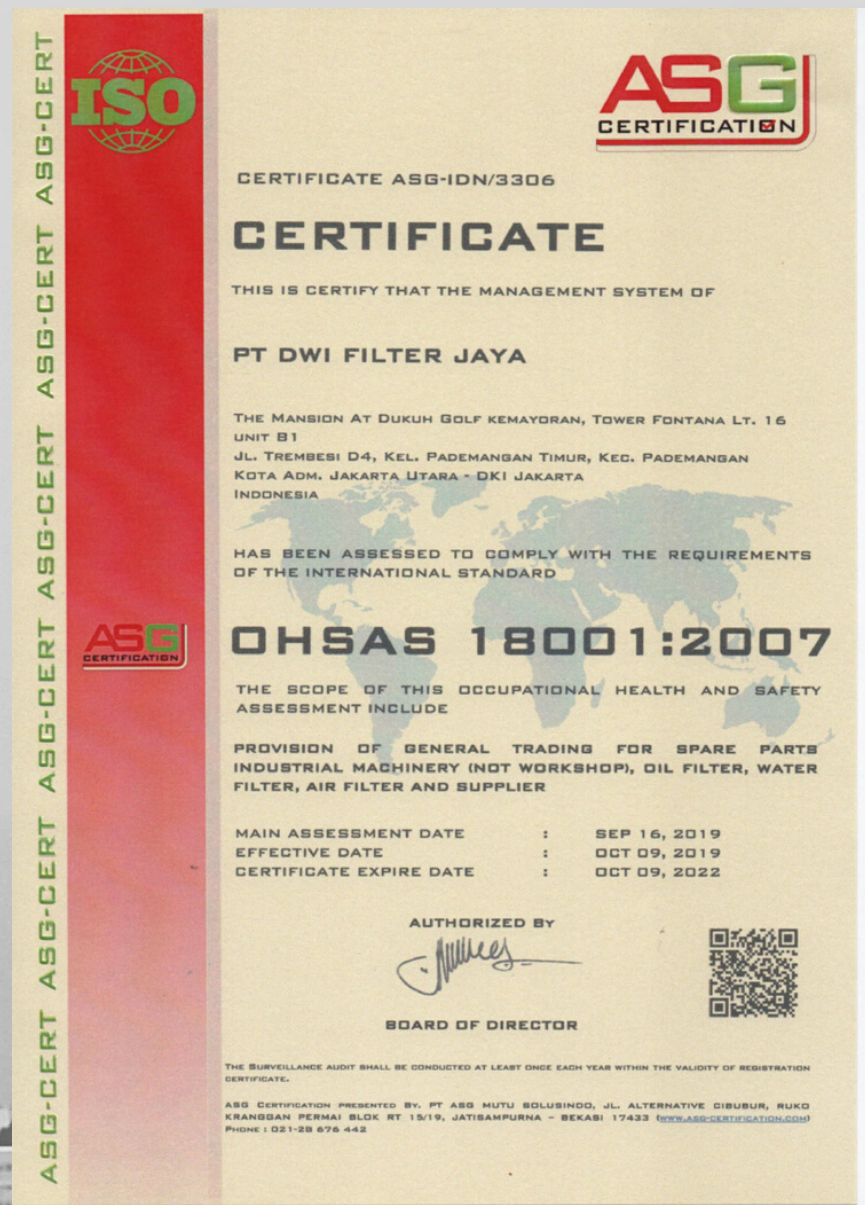 ASG-CERT ASG-CERT ASG-CERT ASG-CERT ASG-CERT ASG-CERT
ISO
ASG
CERTIFICATION
CERTIFICATE ASG-IDN/3306
CERTIFICATE
THIS IS CERTIFY THAT THE MANAGEMENT SYSTEM OF
PT DWI FILTER JAYA
THE MANSION AT DUKUH GOLF KEMAYORAN, TOWER FONTANA LT. 16
UNIT B1
JL. TREMBESI D4, KEL. PADEMANGAN TIMUR, KEC. PADEMANGAN
KOTA ADM. JAKARTA UTARA - DKI JAKARTA
INDONESIA
HAS BEEN ASSESSED TO COMPLY WITH THE REQUIREMENTS
OF THE INTERNATIONAL STANDARD
ASG
CERTIFICATION
OHSAS 18001:2007
THE SCOPE OF THIS OCCUPATIONAL HEALTH AND SAFETY
ASSESSMENT INCLUDE
PROVISION OF GENERAL TRADING FOR SPARE PARTS
INDUSTRIAL MACHINERY (NOT WORKSHOP), OIL FILTER, WATER
FILTER, AIR FILTER AND SUPPLIER
MAIN ASSESSMENT DATE : SEP 16, 2019
EFFECTIVE DATE : OCT 09, 2019
CERTIFICATE EXPIRE DATE : OCT 09, 2022
AUTHORIZED BY
BOARD OF DIRECTOR
THE SURVEILLANCE AUDIT SHALL BE CONDUCTED AT LEAST ONCE EACH YEAR WITHIN THE VALIDITY OF REGISTRATION
CERTIFICATE.
ASG CERTIFICATION PRESENTED BY. PT ASG MUTU SOLUSINDO, JL. ALTERNATIVE CIBUBUR, RUKO
KRANGGAN PERMAI BLOK RT 15/19, JATISAMPURNA – BEKASI 17433 (WWW.ASG-CERTIFICATION.COM)
PHONE : 021-28 676 442